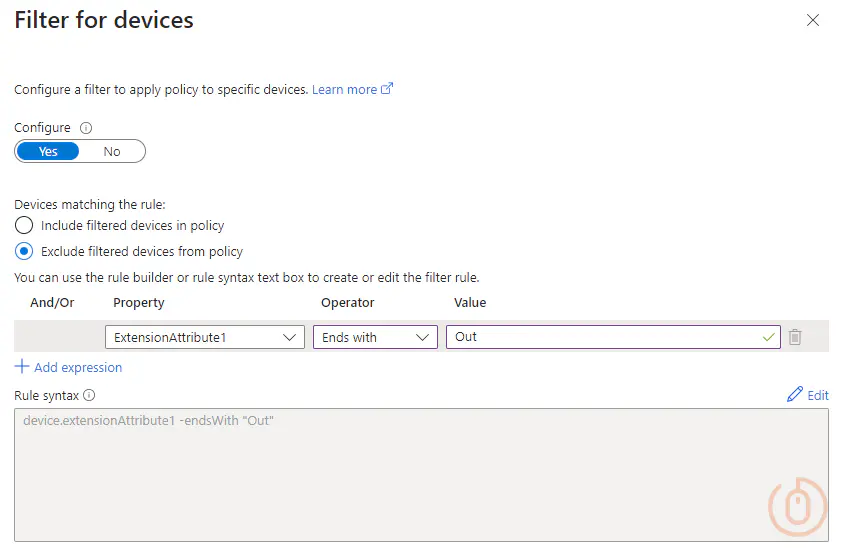 Filter for devices
Configure a filter to apply policy to specific devices. Learn more
Configure
Yes No
Devices matching the rule:
Include filtered devices in policy
Exclude filtered devices from policy
You can use the rule builder or rule syntax text box to create or edit the filter rule.
And/Or Property Operator Value
ExtensionAttribute1 Ends with Out
Add expression
Rule syntax Edit
device.extensionAttribute1 -endsWith "Out"